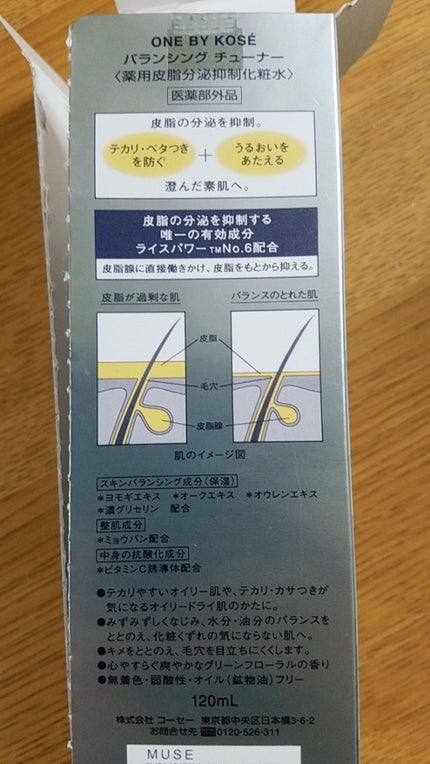 ONE BY KOSÉ
バランシング チューナー
〈薬用皮脂分泌抑制化粧水〉
医薬部外品
皮脂の分泌を抑制。
テカリ・ベタつき
を防ぐ
+
うるおいを
あたえる
澄んだ素肌へ。
皮脂の分泌を抑制する
唯一の有効成分
ライスパワーTMNo.6配合
皮脂腺に直接働きかけ、皮脂をもとから抑える。
皮脂が過剰な肌
バランスのとれた肌
皮脂
毛穴
皮脂腺
肌のイメージ図
スキンバランシング成分(保湿)
*ヨモギエキス *オークエキス *オウレンエキス
*濃グリセリン 配合
整肌成分
*ミョウバン配合
中身の抗酸化成分
*ビタミンC誘導体配合
●テカリやすいオイリー肌や、テカリ・カサつきが
気になるオイリードライ肌のかたに。
●みずみずしくなじみ、水分・油分のバランスを
ととのえ、化粧くずれの気にならない肌へ。
●キメをととのえ、毛穴を目立ちにくくします。
●心やすらぐ爽やかなグリーンフローラルの香り
●無着色・弱酸性・オイル(鉱物油)フリー
120mL
株式会社 コーセー 東京都中央区日本橋3-6-2
お問合せ先 0120-526-311
MUSE